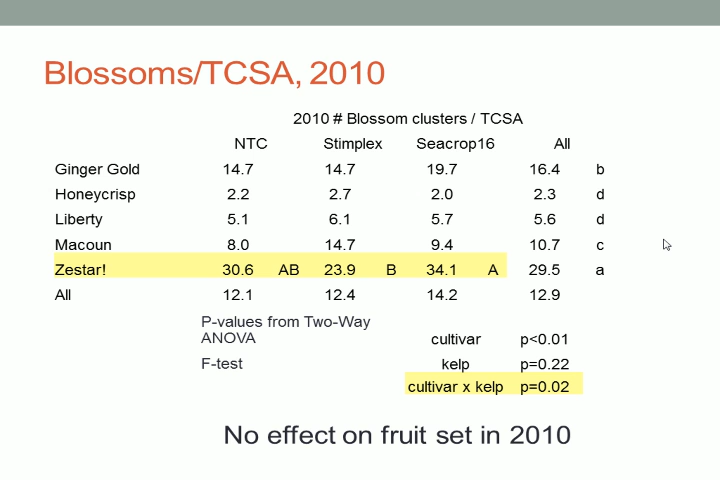 Blossoms/TCSA, 2010
2010 # Blossom clusters / TCSA
NTC Stimplex Seacrop16 All
Ginger Gold 14.7 14.7 19.7 16.4 b
Honeycrisp 2.2 2.7 2.0 2.3 d
Liberty 5.1 6.1 5.7 5.6 d
Macoun 8.0 14.7 9.4 10.7 c
Zestar! 30.6 AB 23.9 B 34.1 A 29.5 a
All 12.1 12.4 14.2 12.9
P-values from Two-Way
ANOVA cultivar p<0.01
F-test kelp p=0.22
cultivar x kelp p=0.02
No effect on fruit set in 2010